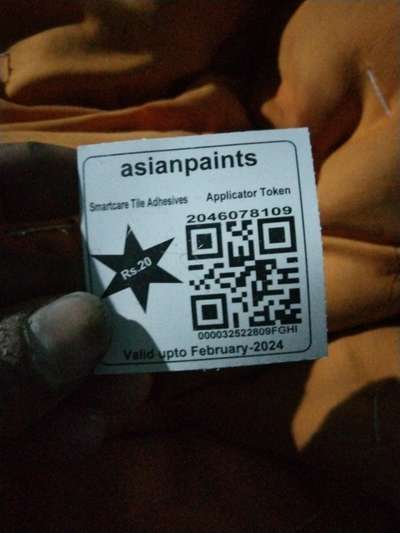 asianpaints
Smartcare Tile Adhesives Applicator Token
2046078109
Rs.20
000032522809FGHI
Valid upto February-2024